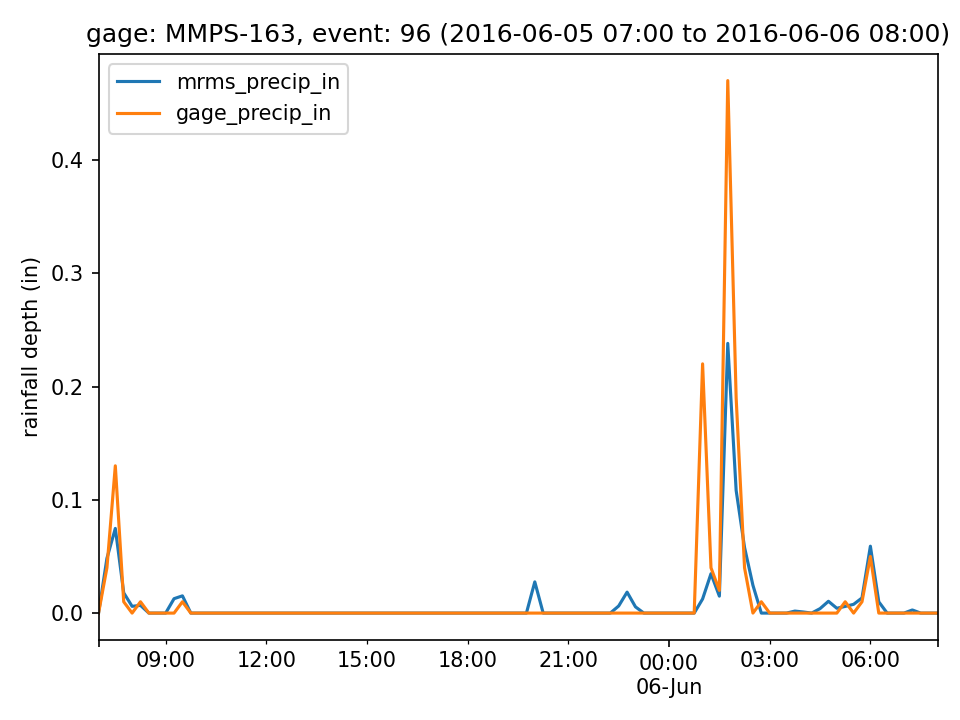 gage: MMPS-163, event: 96 (2016-06-05 07:00 to 2016-06-06 08:00)
mrms_precip_in
gage_precip_in
rainfall depth (in)
0.4
0.3
0.2
0.1
0.0
09:00 12:00 15:00 18:00 21:00 00:00 03:00 06:00
06-Jun